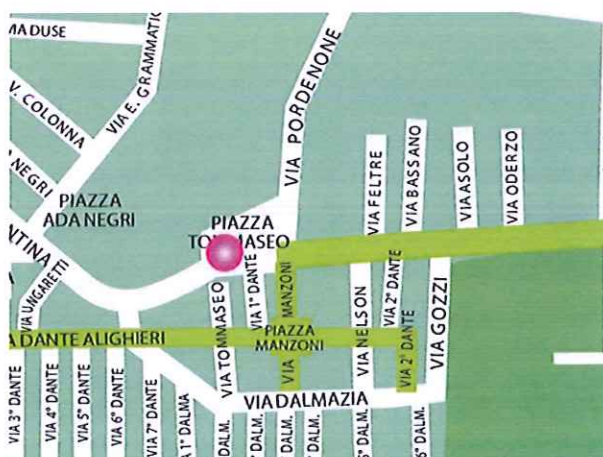 MA DUSE
VIA E. GRAMMATIC
V. COLONNA
A NEGRI
PIAZZA
ADA NEGRI
NTINA
VIA UNGARETTI
VIA PORDENONE
PIAZZA
TOMMASEO
VIA FELTRE
VIA BASSANO
VIA ASOLO
VIA ODERZO
A DANTE ALIGHIERI
VIA TOMMASEO
VIA 1° DANTE
MANZONI
PIAZZA
MANZONI
VIA
VIA NELSON
VIA 2° DANTE
VIA 2° DANTE
VIA GOZZI
VIA DALMAZIA
VIA 3° DANTE
VIA 4° DANTE
VIA 5° DANTE
VIA 6° DANTE
VIA 7° DANTE
VIA 1° DALMA
DALM.
° DALM.
DALM.
° DALM.
5° DALM.
6° DALM.